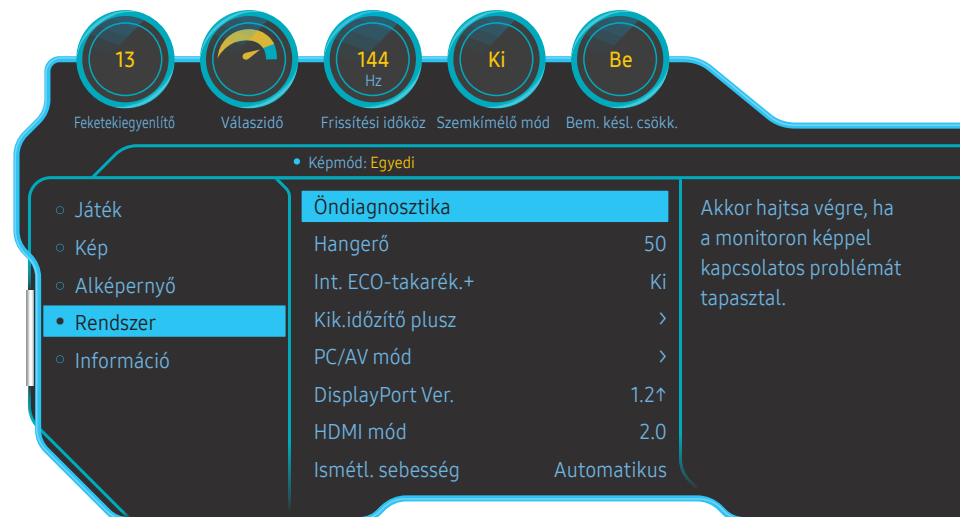 13
144
Hz
Ki
Be
Feketekiegyenlítő
Válaszidő
Frissítési időköz
Szemkímélő mód
Bem. késl. csökk.
Képmód: Egyedi
Játék
Kép
Alképernyő
Rendszer
Információ
Öndiagnosztika
Hangerő 50
Int. ECO-takarék.+ Ki
Kik.időzítő plusz >
PC/AV mód >
DisplayPort Ver. 1.2↑
HDMI mód 2.0
Ismétl. sebesség Automatikus
Akkor hajtsa végre, ha
a monitoron képpel
kapcsolatos problémát
tapasztal.